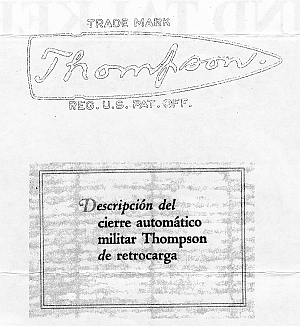 TRADE MARK
Thompson.
REG. U.S. PAT. OFF.
Descripción del
cierre automático
militar Thompson
de retrocarga